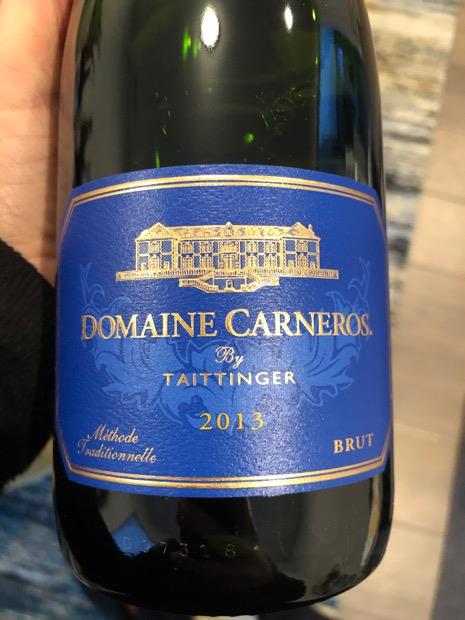 DOMAINE CARNEROS.
By
TAITTINGER
2013
Méthode
Traditionnelle
BRUT